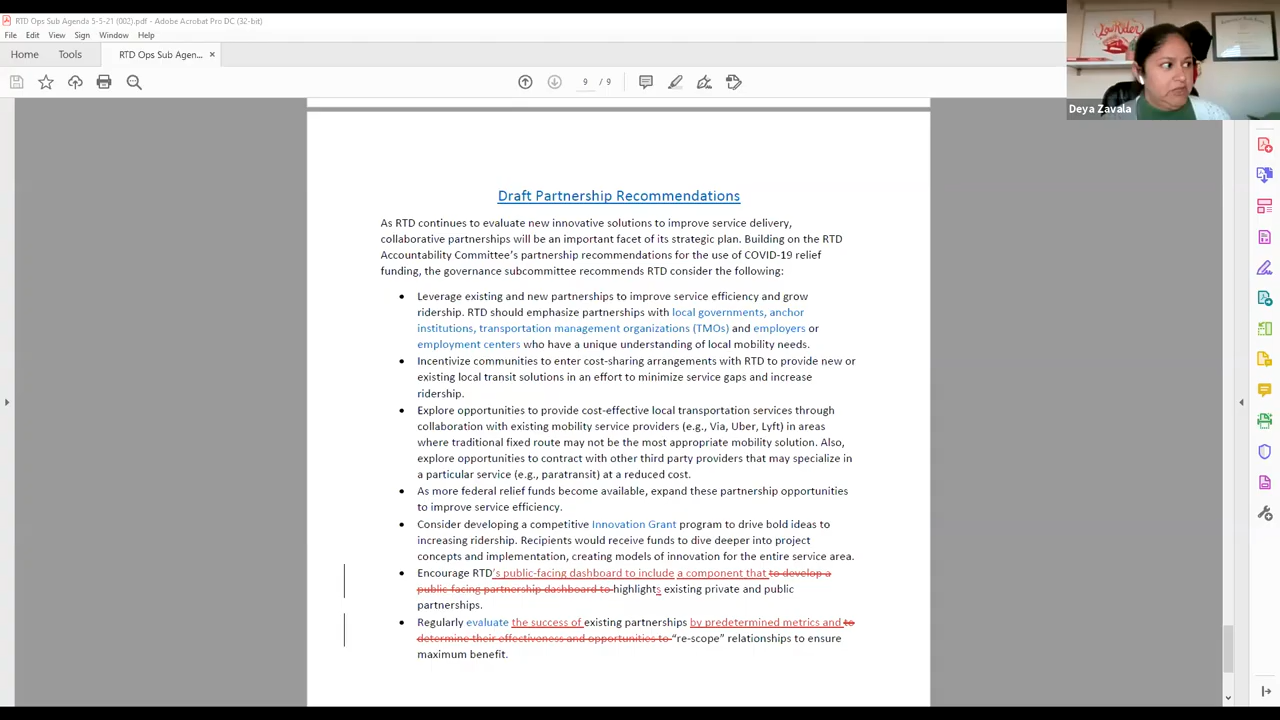 RTD Ops Sub Agenda 5-5-21 (002).pdf - Adobe Acrobat Pro DC (32-bit)
File Edit View Sign Window Help
Home Tools RTD Ops Sub Agen... ×
9 / 9
LowRider
Deya Zavala
Draft Partnership Recommendations
As RTD continues to evaluate new innovative solutions to improve service delivery,
collaborative partnerships will be an important facet of its strategic plan. Building on the RTD
Accountability Committee's partnership recommendations for the use of COVID-19 relief
funding, the governance subcommittee recommends RTD consider the following:
• Leverage existing and new partnerships to improve service efficiency and grow
ridership. RTD should emphasize partnerships with local governments, anchor
institutions, transportation management organizations (TMOs) and employers or
employment centers who have a unique understanding of local mobility needs.
• Incentivize communities to enter cost-sharing arrangements with RTD to provide new or
existing local transit solutions in an effort to minimize service gaps and increase
ridership.
• Explore opportunities to provide cost-effective local transportation services through
collaboration with existing mobility service providers (e.g., Via, Uber, Lyft) in areas
where traditional fixed route may not be the most appropriate mobility solution. Also,
explore opportunities to contract with other third party providers that may specialize in
a particular service (e.g., paratransit) at a reduced cost.
• As more federal relief funds become available, expand these partnership opportunities
to improve service efficiency.
• Consider developing a competitive Innovation Grant program to drive bold ideas to
increasing ridership. Recipients would receive funds to dive deeper into project
concepts and implementation, creating models of innovation for the entire service area.
• Encourage RTD's public-facing dashboard to include a component that to develop a
public-facing partnership dashboard to highlights existing private and public
partnerships.
• Regularly evaluate the success of existing partnerships by predetermined metrics and to
determine their effectiveness and opportunities to "re-scope" relationships to ensure
maximum benefit.